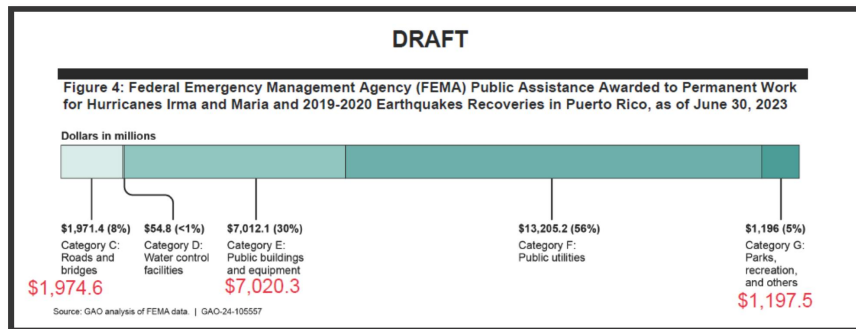 DRAFT
Figure 4: Federal Emergency Management Agency (FEMA) Public Assistance Awarded to Permanent Work
for Hurricanes Irma and Maria and 2019-2020 Earthquakes Recoveries in Puerto Rico, as of June 30, 2023
Dollars in millions
$1,971.4 (8%)
Category C:
Roads and
bridges
$1,974.6
$54.8 (<1%)
Category D:
Water control
facilities
$7,012.1 (30%)
Category E:
Public buildings
and equipment
$7,020.3
$13,205.2 (56%)
Category F:
Public utilities
$1,196 (5%)
Category G:
Parks,
recreation,
and others
$1,197.5
Source: GAO analysis of FEMA data. | GAO-24-105557